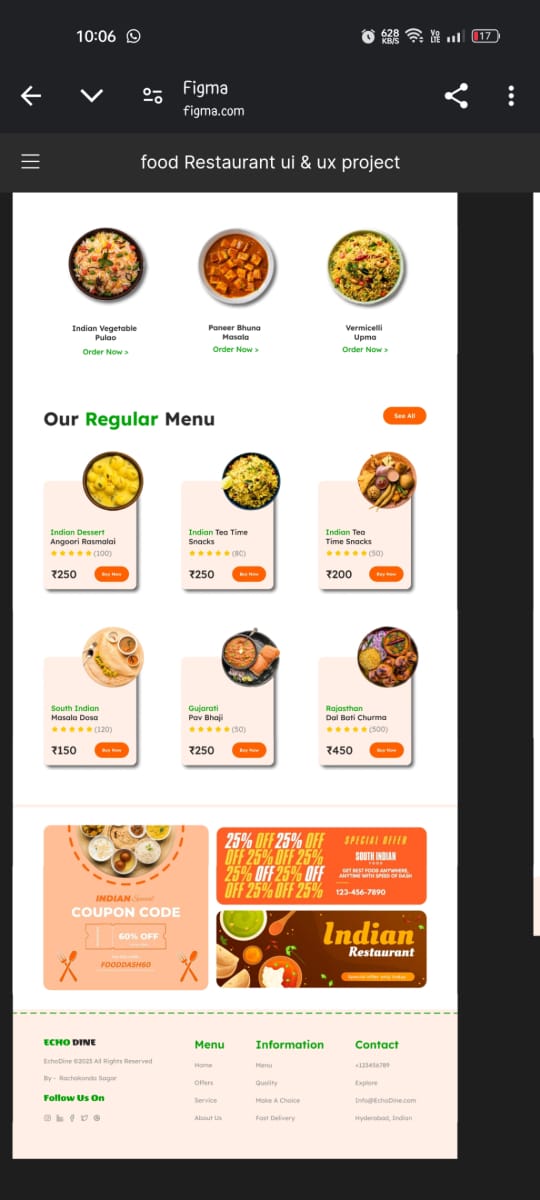 10:06
628 KB/S Vo LTE 17
Figma
figma.com
food Restaurant ui & ux project
Indian Vegetable Pulao
Order Now >
Paneer Bhuna Masala
Order Now >
Vermicelli Upma
Order Now >
Our Regular Menu
See All
Indian Dessert
Angoori Rasmalai
(100)
₹250
Buy Now
Indian Tea Time
Snacks
(80)
₹250
Buy Now
Indian Tea
Time Snacks
(50)
₹200
Buy Now
South Indian
Masala Dosa
(120)
₹150
Buy Now
Gujarati
Pav Bhaji
(50)
₹250
Buy Now
Rajasthan
Dal Bati Churma
(500)
₹450
Buy Now
INDIAN Special
COUPON CODE
60% OFF
FOODDASH60
25% OFF 25% OFF
OFF 25% OFF 25%
25% OFF 25% OFF
OFF 25% OFF 25%
SPECIAL OFFER
SOUTH INDIAN
FOOD
GET BEST FOOD ANYWHERE,
ANYTIME WITH SPEED OF DASH
123-456-7890
Indian
Restaurant
Special offer only today
ECHO DINE
EchoDine ©2025 All Rights Reserved
By - Rachakonda Sagar
Follow Us On
Menu
Home
Offers
Service
About Us
Information
Menu
Quality
Make A Choice
Fast Delivery
Contact
+123456789
Explore
Info@EchoDine.com
Hyderabad, Indian